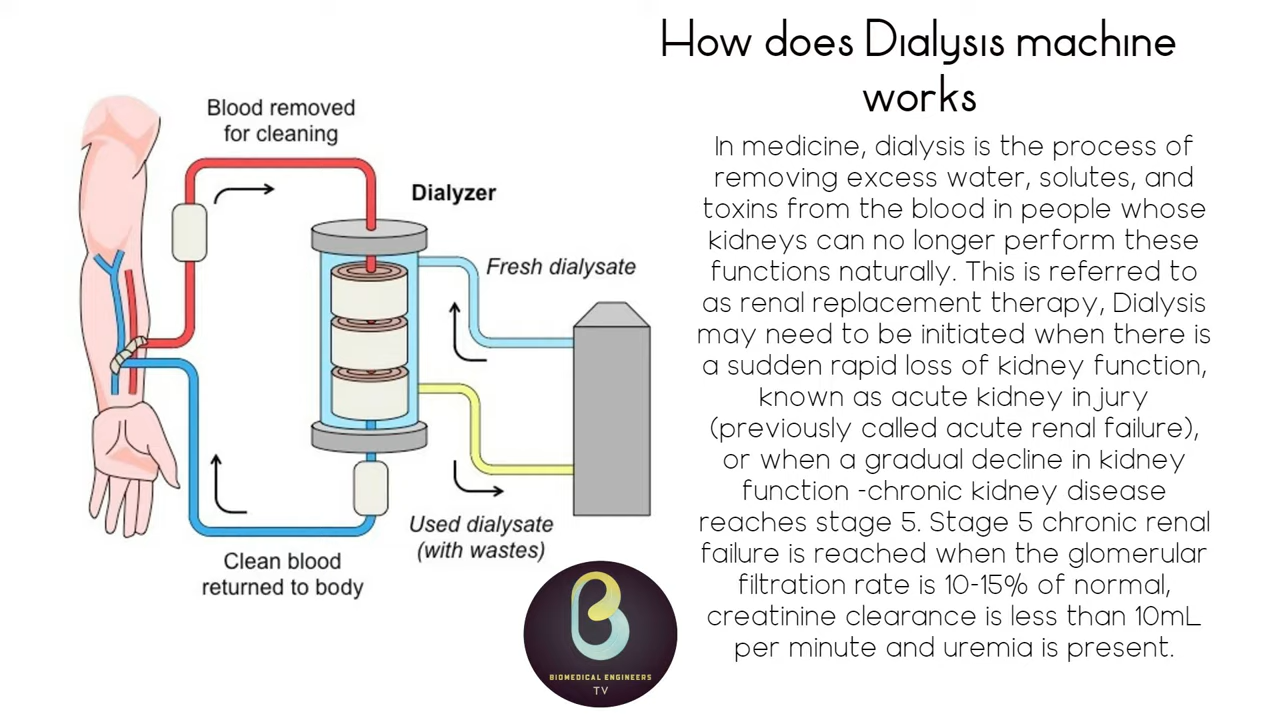 How does Dialysis machine
works
Blood removed
for cleaning
Dialyzer
Fresh dialysate
Used dialysate
(with wastes)
Clean blood
returned to body
In medicine, dialysis is the process of
removing excess water, solutes, and
toxins from the blood in people whose
kidneys can no longer perform these
functions naturally. This is referred to
as renal replacement therapy, Dialysis
may need to be initiated when there is
a sudden rapid loss of kidney function,
known as acute kidney injury
(previously called acute renal failure),
or when a gradual decline in kidney
function -chronic kidney disease
reaches stage 5. Stage 5 chronic renal
failure is reached when the glomerular
filtration rate is 10-15% of normal,
creatinine clearance is less than 10mL
per minute and uremia is present.
BIOMEDICAL ENGINEERS
TV